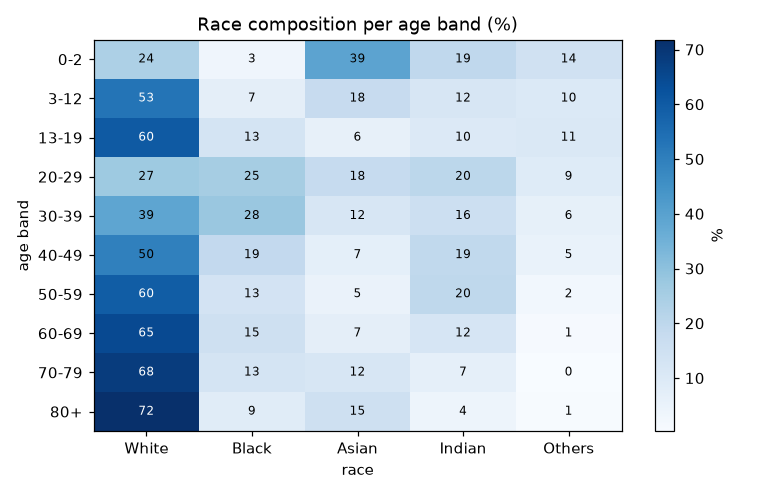 Race composition per age band (%)
0-2 24 3 39 19 14
3-12 53 7 18 12 10
13-19 60 13 6 10 11
20-29 27 25 18 20 9
30-39 39 28 12 16 6
40-49 50 19 7 19 5
50-59 60 13 5 20 2
60-69 65 15 7 12 1
70-79 68 13 12 7 0
80+ 72 9 15 4 1
White Black Asian Indian Others
race
age band
70
60
50
40
30
20
10
%